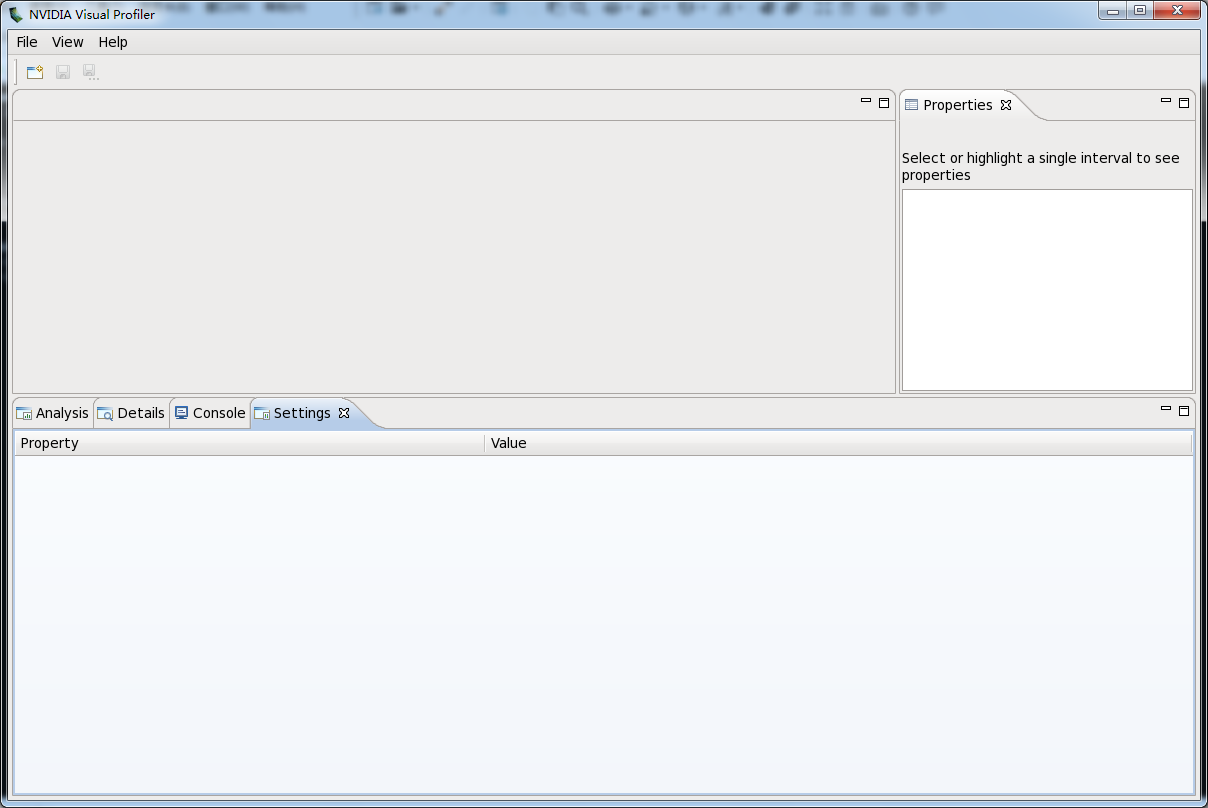 NVIDIA Visual Profiler
File View Help
Properties
Select or highlight a single interval to see
properties
Analysis Details Console Settings
Property Value